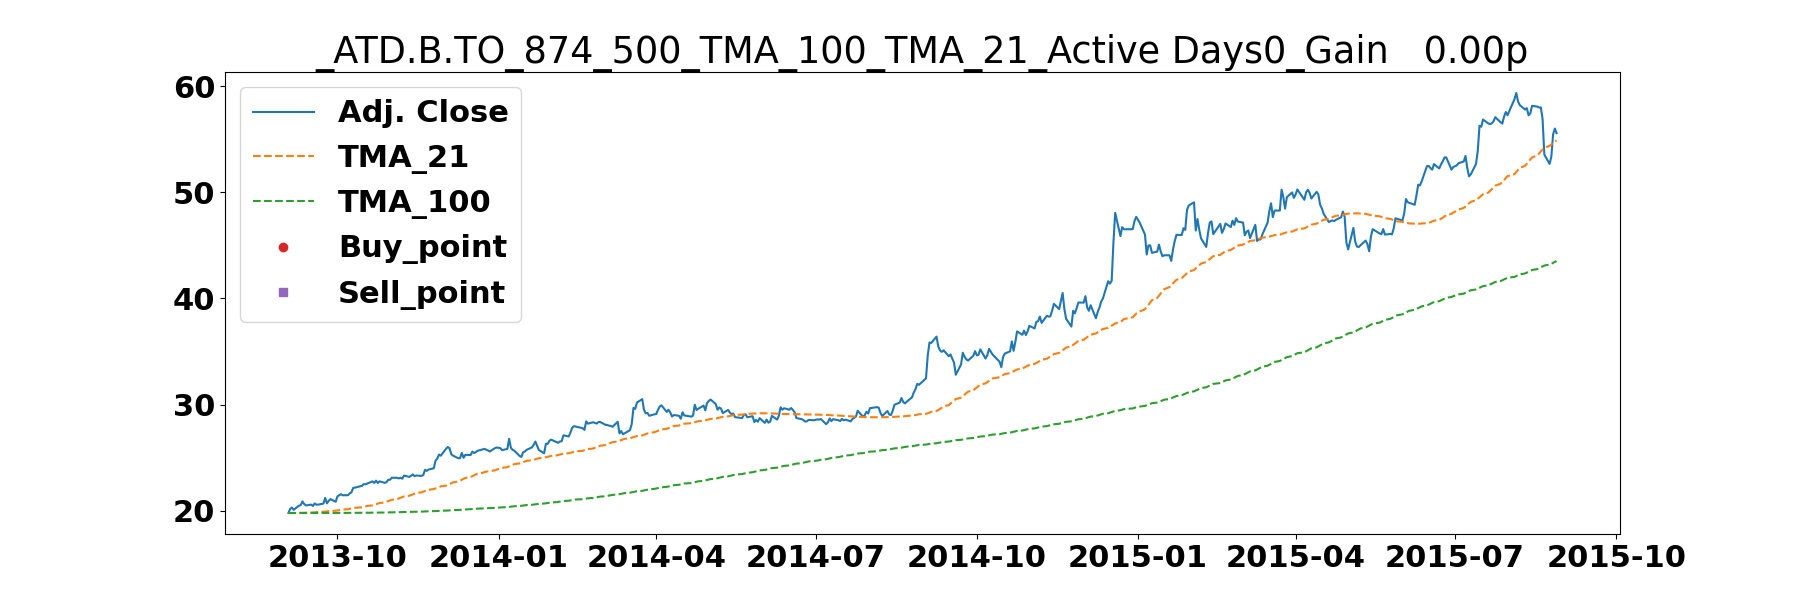 _ATD.B.TO_874_500_TMA_100_TMA_21_Active Days0_Gain   0.00p
60
50
40
30
20
Adj. Close
TMA_21
TMA_100
Buy_point
Sell_point
2013-10 2014-01 2014-04 2014-07 2014-10 2015-01 2015-04 2015-07 2015-10